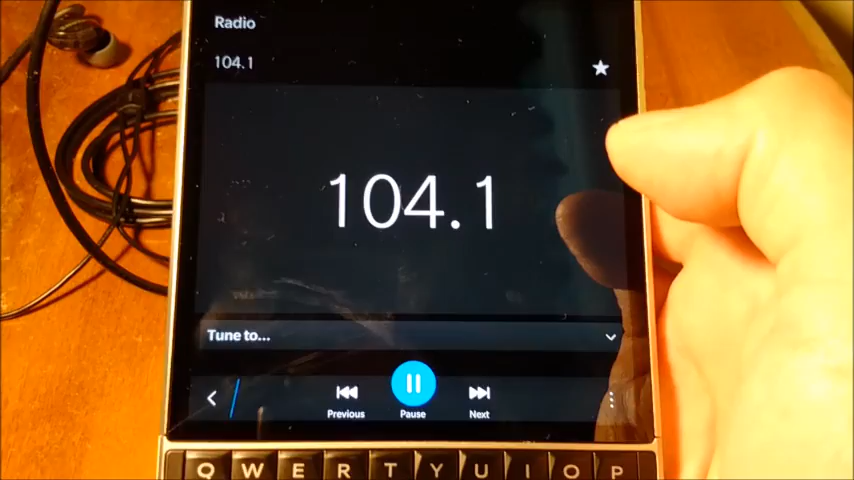 Radio
104.1
104.1
Tune to...
Previous Pause Next
Q W E R T Y U I O P